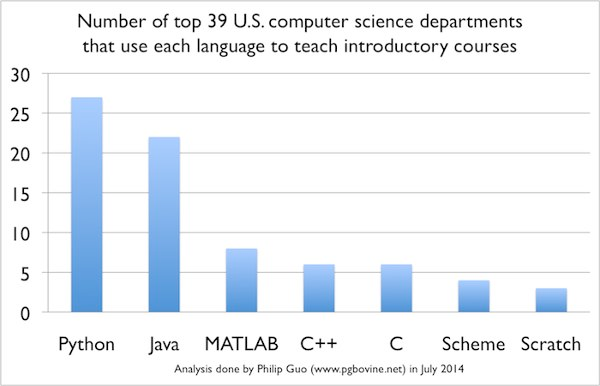 Number of top 39 U.S. computer science departments
that use each language to teach introductory courses
30
25
20
15
10
5
0
Python Java MATLAB C++ C Scheme Scratch
Analysis done by Philip Guo (www.pgbovine.net) in July 2014